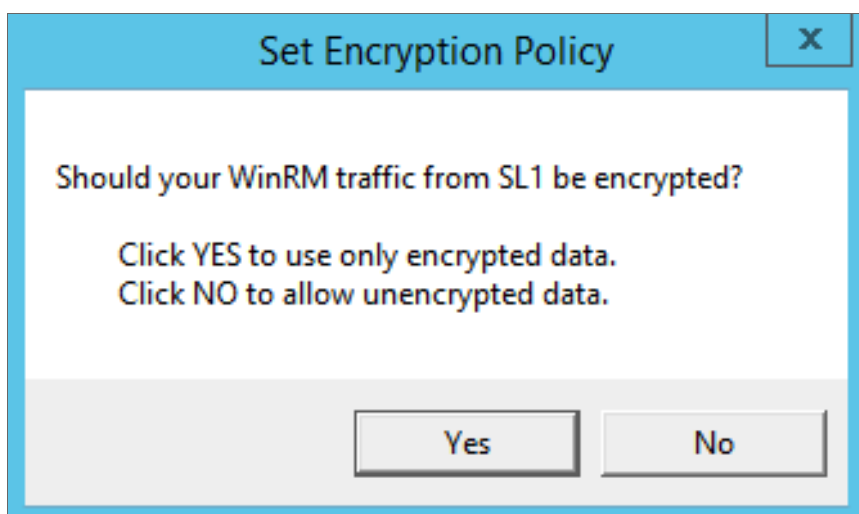 Set Encryption Policy
x
Should your WinRM traffic from SL1 be encrypted?
Click YES to use only encrypted data.
Click NO to allow unencrypted data.
Yes
No